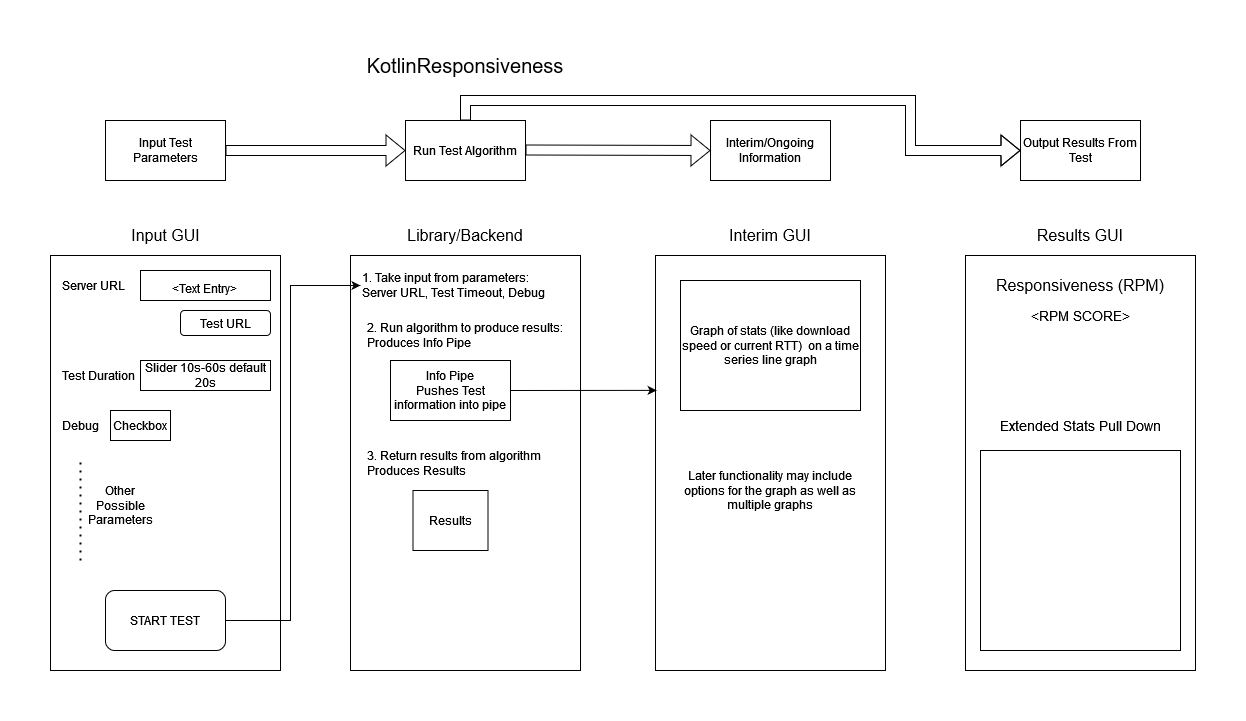 KotlinResponsiveness
Input Test
Parameters
Run Test Algorithm
Interim/Ongoing
Information
Output Results From
Test
Input GUI
Server URL
<Text Entry>
Test URL
Test Duration
Slider 10s-60s default
20s
Debug
Checkbox
Other
Possible
Parameters
START TEST
Library/Backend
1. Take input from parameters:
Server URL, Test Timeout, Debug
2. Run algorithm to produce results:
Produces Info Pipe
Info Pipe
Pushes Test
information into pipe
3. Return results from algorithm
Produces Results
Results
Interim GUI
Graph of stats (like download
speed or current RTT) on a time
series line graph
Later functionality may include
options for the graph as well as
multiple graphs
Results GUI
Responsiveness (RPM)
<RPM SCORE>
Extended Stats Pull Down